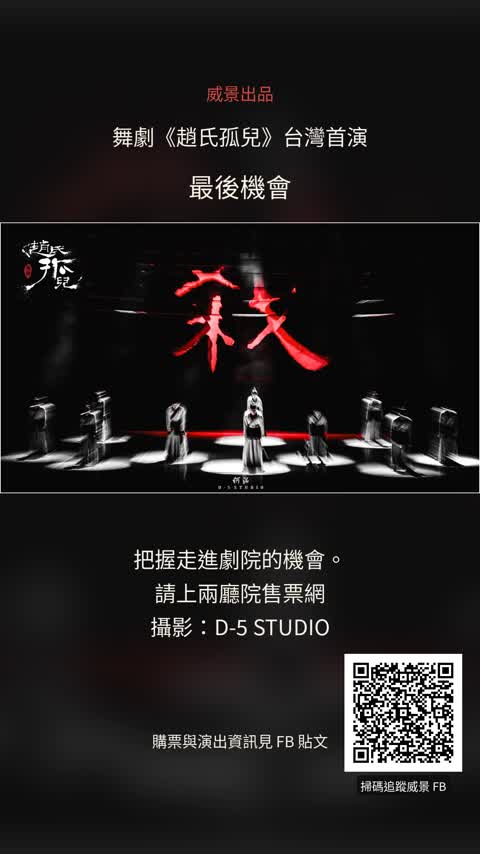 威景出品
舞劇《趙氏孤兒》台灣首演
最後機會
趙氏
孤兒
殺
D-5 STUDIO
把握走進劇院的機會。
請上兩廳院售票網
攝影：D-5 STUDIO
購票與演出資訊見 FB 貼文
掃碼追蹤威景 FB